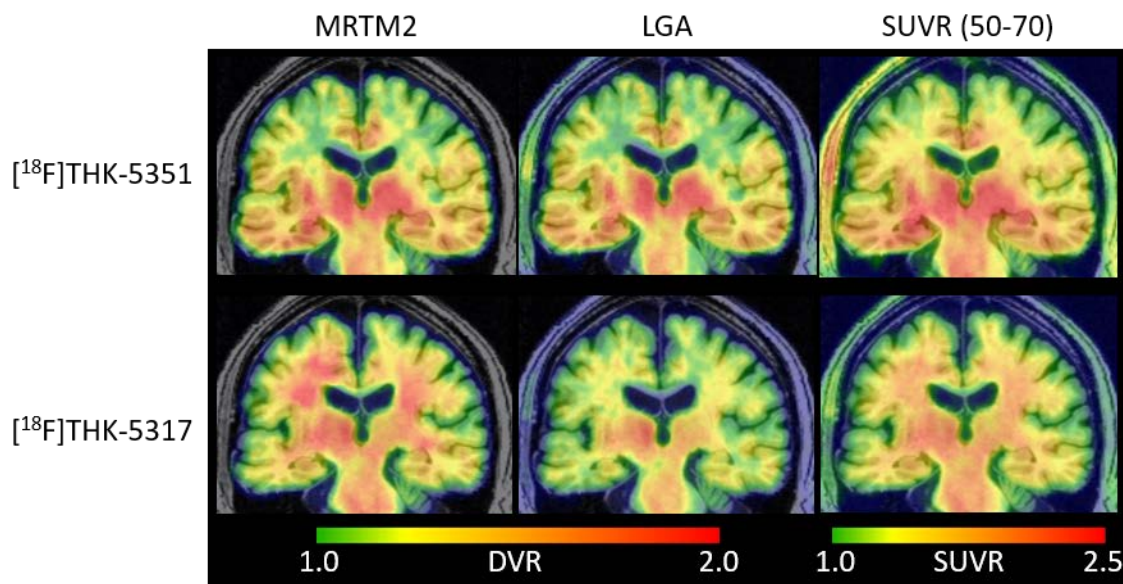 MRTM2 LGA SUVR (50-70)
[¹⁸F]THK-5351
[¹⁸F]THK-5317
1.0 DVR 2.0 1.0 SUVR 2.5